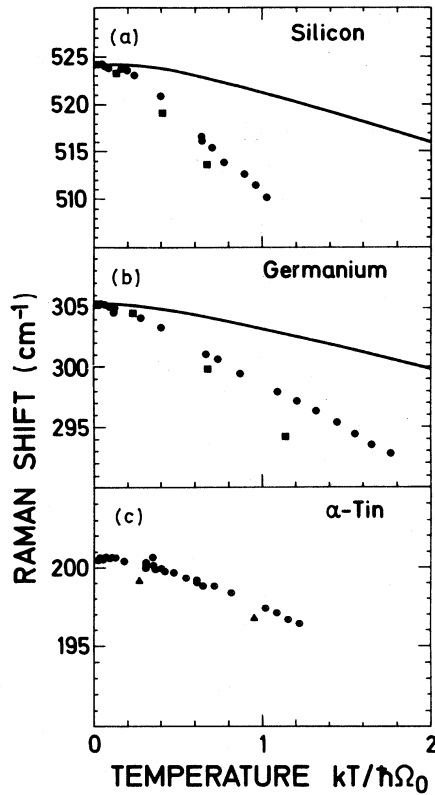 (a) Silicon
525
520
515
510
(b) Germanium
305
300
295
(c) α-Tin
200
195
0 1 2
RAMAN SHIFT (cm⁻¹)
TEMPERATURE kT/ħΩ₀